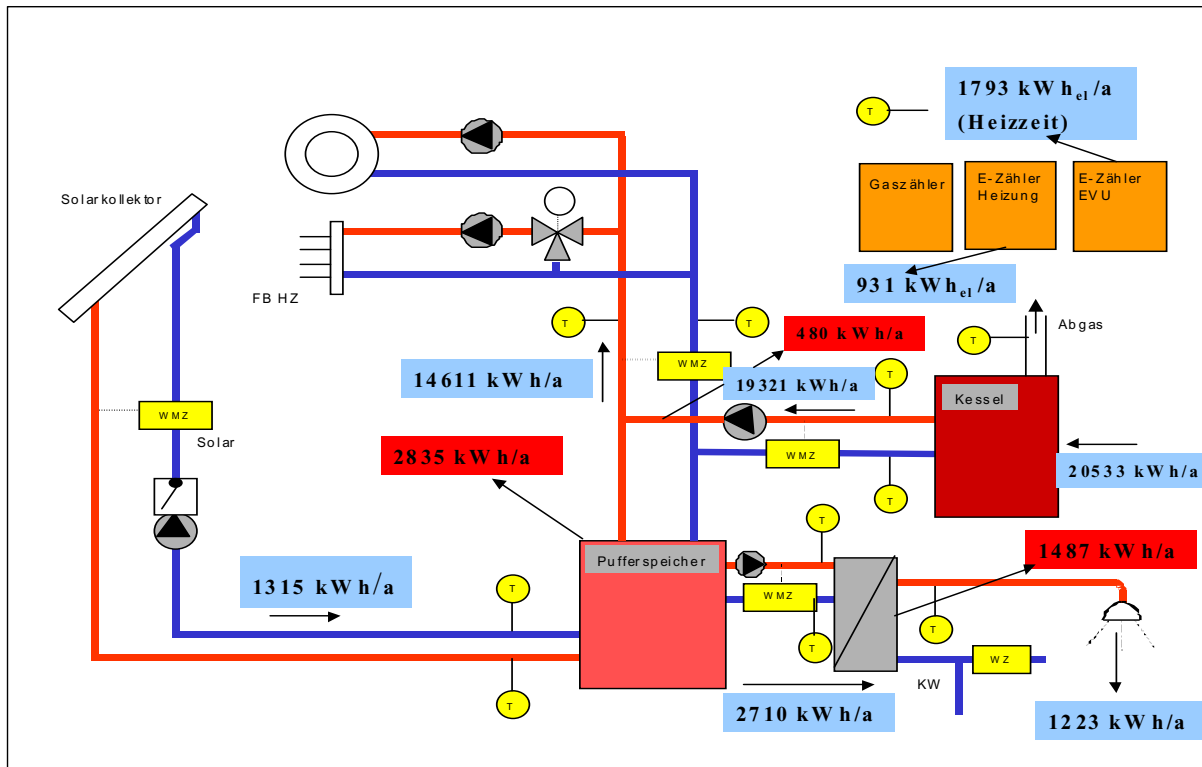 1793 kWhel/a
(Heizzeit)
T
Gaszähler
E-Zähler
Heizung
E-Zähler
EVU
931 kWhel/a
Solarkollektor
FB HZ
T
T
480 kWh/a
T
Abgas
14611 kWh/a
WMZ
19321 kWh/a
T
Kessel
WMZ
Solar
2835 kWh/a
WMZ
20533 kWh/a
T
T
Pufferspeicher
1487 kWh/a
1315 kWh/a
T
WMZ
T
T
T
KW
WZ
2710 kWh/a
1223 kWh/a